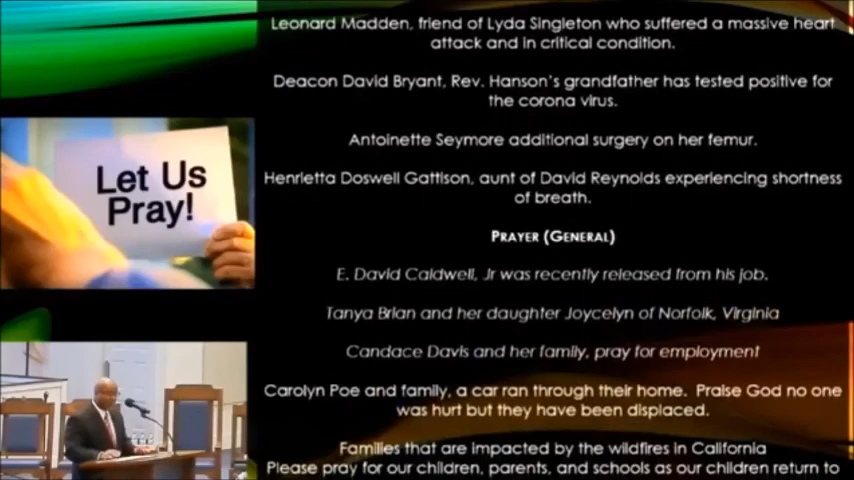 Leonard Madden, friend of Lyda Singleton who suffered a massive heart
attack and in critical condition.
Deacon David Bryant, Rev. Hanson's grandfather has tested positive for
the corona virus.
Antoinette Seymore additional surgery on her femur.
Henrietta Doswell Gattison, aunt of David Reynolds experiencing shortness
of breath.
PRAYER (GENERAL)
E. David Caldwell, Jr was recently released from his job.
Tanya Brian and her daughter Joycelyn of Norfolk, Virginia
Candace Davis and her family, pray for employment
Carolyn Poe and family, a car ran through their home. Praise God no one
was hurt but they have been displaced.
Families that are impacted by the wildfires in California
Please pray for our children, parents, and schools as our children return to
Let Us
Pray!